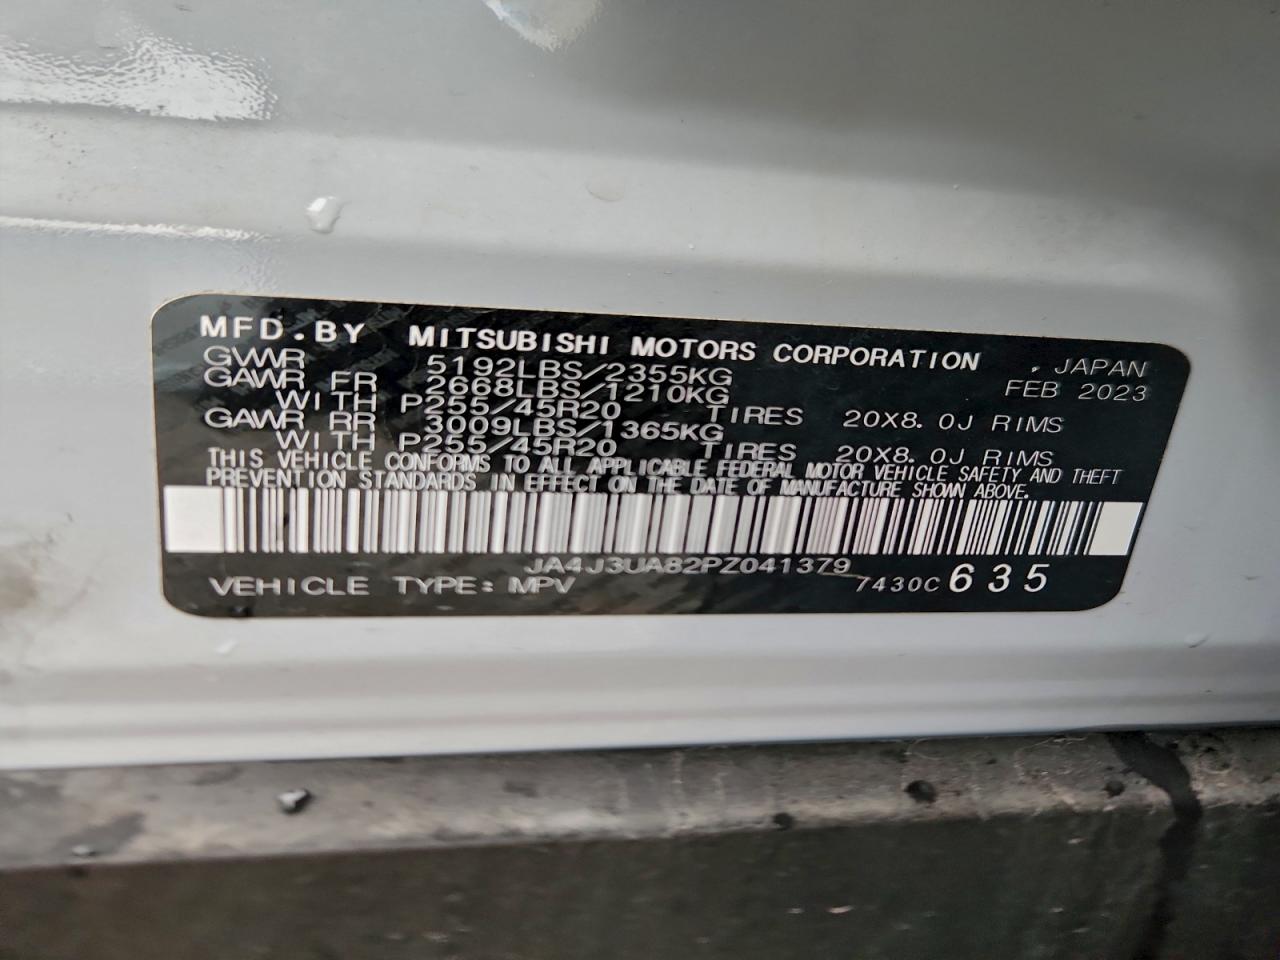 MFD.BY MITSUBISHI MOTORS CORPORATION , JAPAN
GVWR 5192LBS/2355KG FEB 2023
GAWR FR 2668LBS/1210KG
WITH P255/45R20 TIRES 20X8.0J RIMS
GAWR RR 3009LBS/1365KG
WITH P255/45R20 TIRES 20X8.0J RIMS
THIS VEHICLE CONFORMS TO ALL APPLICABLE FEDERAL MOTOR VEHICLE SAFETY AND THEFT
PREVENTION STANDARDS IN EFFECT ON THE DATE OF MANUFACTURE SHOWN ABOVE.
JA4J3UA82PZ041379
VEHICLE TYPE: MPV 7430C 635